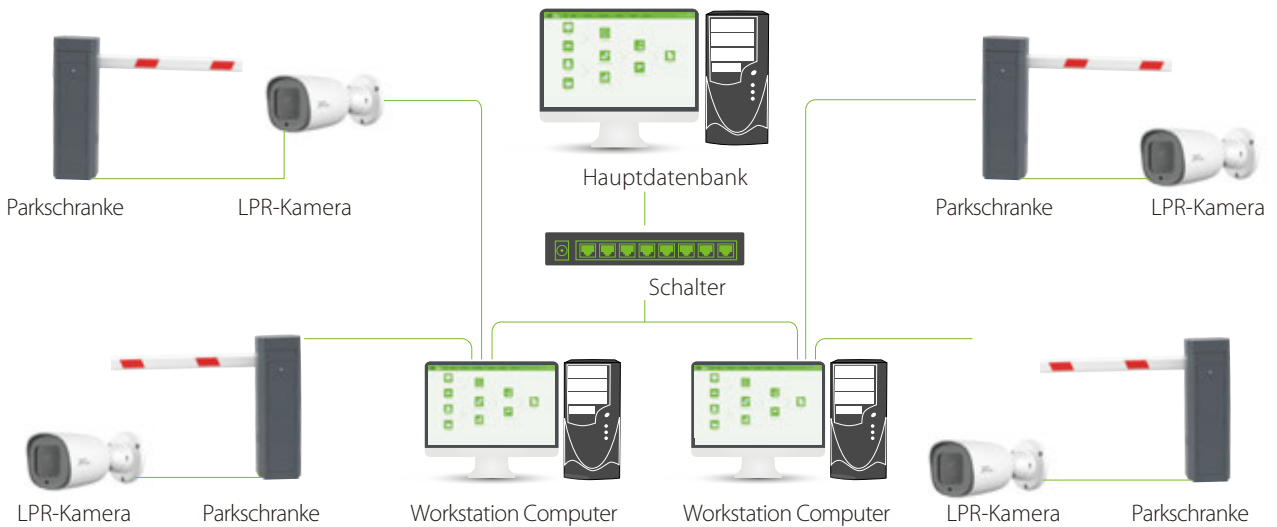 Hauptdatenbank
Parkschranke
LPR-Kamera
Parkschranke
LPR-Kamera
Schalter
LPR-Kamera
Parkschranke
Workstation Computer
Workstation Computer
LPR-Kamera
Parkschranke